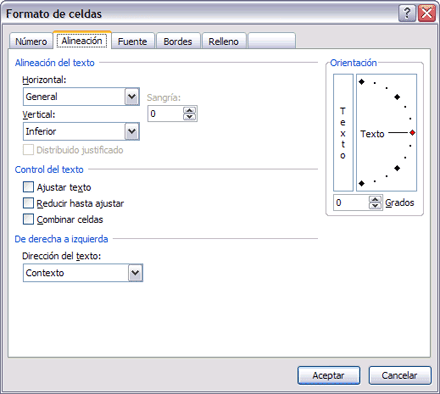 Formato de celdas
Número Alineación Fuente Bordes Relleno
Alineación del texto
Horizontal:
General
Sangría:
Vertical:
0
Inferior
Distribuido justificado
Control del texto
Ajustar texto
Reducir hasta ajustar
Combinar celdas
De derecha a izquierda
Dirección del texto:
Contexto
Orientación
Texto
Texto
0 Grados
Aceptar Cancelar